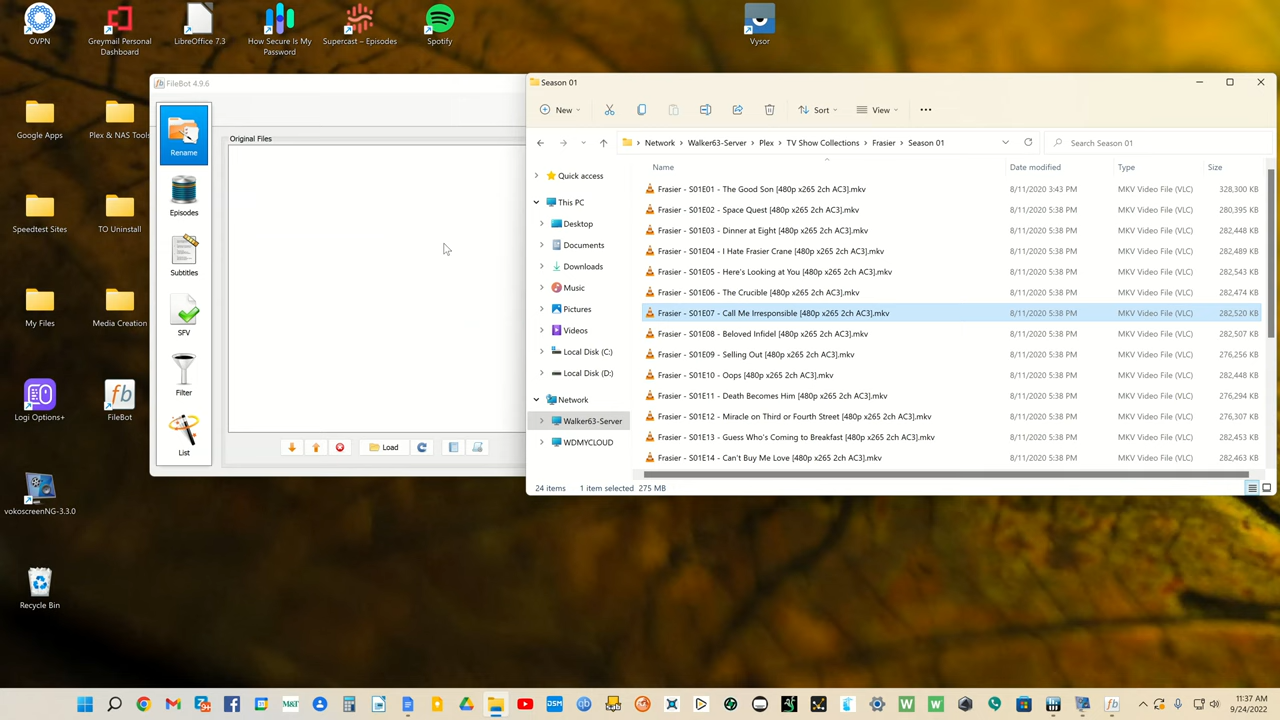 OVPN
Greymail Personal
Dashboard
LibreOffice 7.3
How Secure Is My
Password
Supercast – Episodes
Spotify
Vysor
Google Apps
Plex & NAS Tools
Speedtest Sites
TO Uninstall
My Files
Media Creation
Logi Options+
FileBot
vokoscreenNG-3.3.0
Recycle Bin
FileBot 4.9.6
Rename
Episodes
Subtitles
SFV
Filter
List
Original Files
Load
Season 01
New
Sort
View
Network
Walker63-Server
Plex
TV Show Collections
Frasier
Season 01
Search Season 01
Quick access
This PC
Desktop
Documents
Downloads
Music
Pictures
Videos
Local Disk (C:)
Local Disk (D:)
Network
Walker63-Server
WDMYCLOUD
Name Date modified Type Size
Frasier - S01E01 - The Good Son [480p x265 2ch AC3].mkv 8/11/2020 3:43 PM MKV Video File (VLC) 328,300 KB
Frasier - S01E02 - Space Quest [480p x265 2ch AC3].mkv 8/11/2020 5:38 PM MKV Video File (VLC) 280,395 KB
Frasier - S01E03 - Dinner at Eight [480p x265 2ch AC3].mkv 8/11/2020 5:38 PM MKV Video File (VLC) 282,448 KB
Frasier - S01E04 - I Hate Frasier Crane [480p x265 2ch AC3].mkv 8/11/2020 5:38 PM MKV Video File (VLC) 282,489 KB
Frasier - S01E05 - Here's Looking at You [480p x265 2ch AC3].mkv 8/11/2020 5:38 PM MKV Video File (VLC) 282,543 KB
Frasier - S01E06 - The Crucible [480p x265 2ch AC3].mkv 8/11/2020 5:38 PM MKV Video File (VLC) 282,474 KB
Frasier - S01E07 - Call Me Irresponsible [480p x265 2ch AC3].mkv 8/11/2020 5:38 PM MKV Video File (VLC) 282,520 KB
Frasier - S01E08 - Beloved Infidel [480p x265 2ch AC3].mkv 8/11/2020 5:38 PM MKV Video File (VLC) 282,507 KB
Frasier - S01E09 - Selling Out [480p x265 2ch AC3].mkv 8/11/2020 5:38 PM MKV Video File (VLC) 276,256 KB
Frasier - S01E10 - Oops [480p x265 2ch AC3].mkv 8/11/2020 5:38 PM MKV Video File (VLC) 282,448 KB
Frasier - S01E11 - Death Becomes Him [480p x265 2ch AC3].mkv 8/11/2020 5:38 PM MKV Video File (VLC) 276,294 KB
Frasier - S01E12 - Miracle on Third or Fourth Street [480p x265 2ch AC3].mkv 8/11/2020 5:38 PM MKV Video File (VLC) 276,307 KB
Frasier - S01E13 - Guess Who's Coming to Breakfast [480p x265 2ch AC3].mkv 8/11/2020 5:38 PM MKV Video File (VLC) 282,453 KB
Frasier - S01E14 - Can't Buy Me Love [480p x265 2ch AC3].mkv 8/11/2020 5:38 PM MKV Video File (VLC) 282,463 KB
24 items 1 item selected 275 MB
11:37 AM
9/24/2022